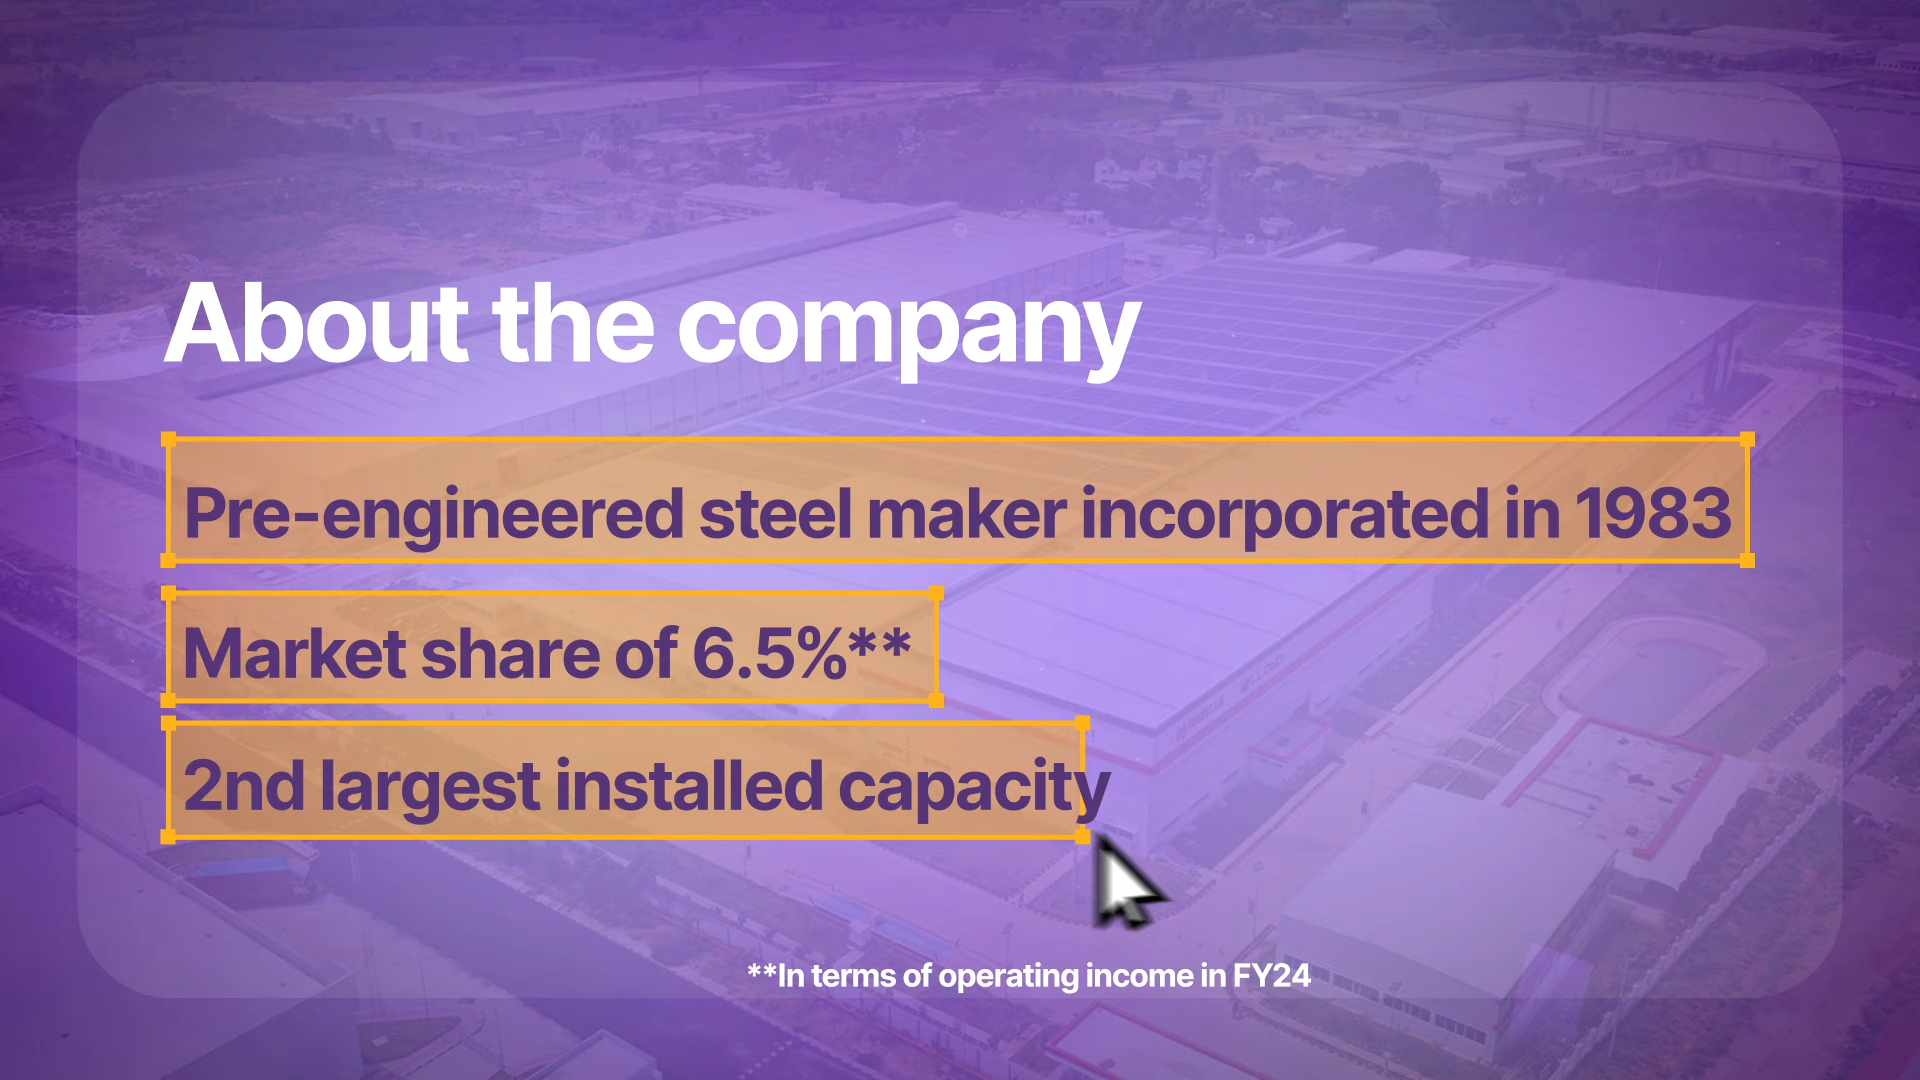 About the company
Pre-engineered steel maker incorporated in 1983
Market share of 6.5%**
2nd largest installed capacity
**In terms of operating income in FY24